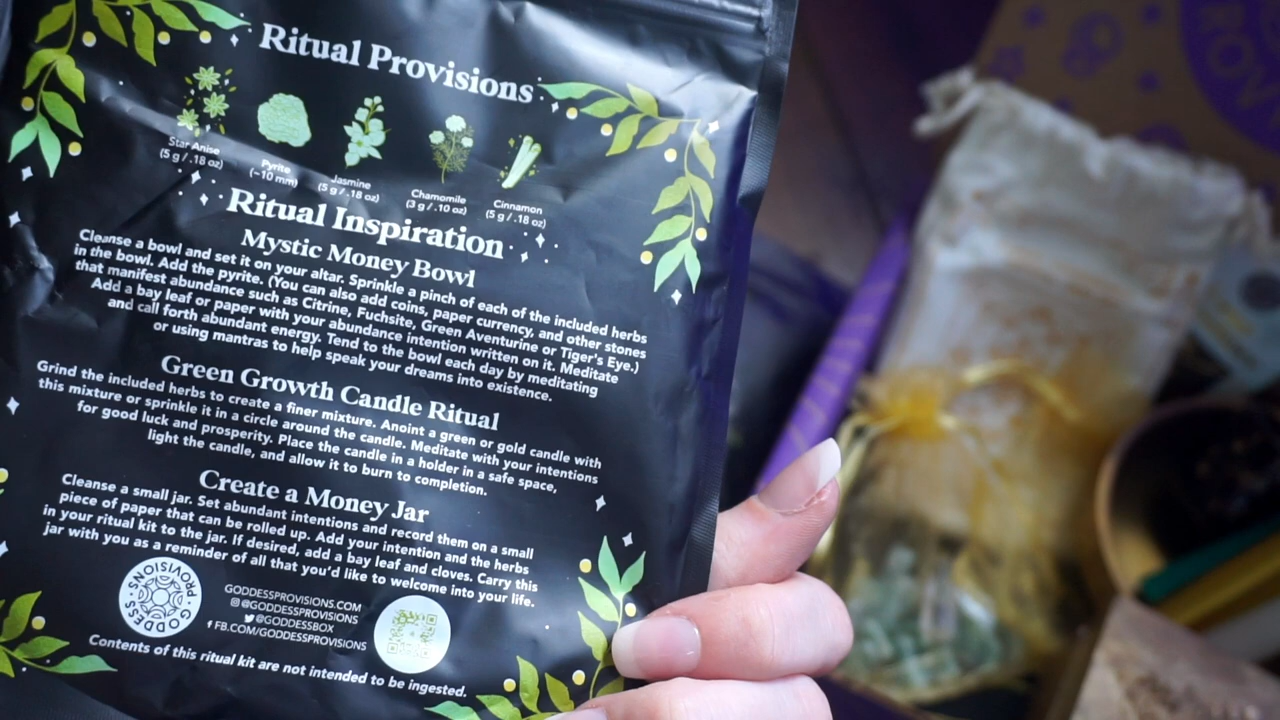 Ritual Provisions
Star Anise
(5 g / .18 oz)
Pyrite
(~10 mm)
Jasmine
(5 g / .18 oz)
Chamomile
(3 g / .10 oz)
Cinnamon
(5 g / .18 oz)
Ritual Inspiration
Mystic Money Bowl
Cleanse a bowl and set it on your altar. Sprinkle a pinch of each of the included herbs
in the bowl. Add the pyrite. (You can also add coins, paper currency, and other stones
that manifest abundance such as Citrine, Fuchsite, Green Aventurine or Tiger's Eye.)
Add a bay leaf or paper with your abundance intention written on it. Meditate
and call forth abundant energy. Tend to the bowl each day by meditating
or using mantras to help speak your dreams into existence.
Green Growth Candle Ritual
Grind the included herbs to create a finer mixture. Anoint a green or gold candle with
this mixture or sprinkle it in a circle around the candle. Meditate with your intentions
for good luck and prosperity. Place the candle in a holder in a safe space,
light the candle, and allow it to burn to completion.
Create a Money Jar
Cleanse a small jar. Set abundant intentions and record them on a small
piece of paper that can be rolled up. Add your intention and the herbs
in your ritual kit to the jar. If desired, add a bay leaf and cloves. Carry this
jar with you as a reminder of all that you'd like to welcome into your life.
GODDESS PROVISIONS
GODDESSPROVISIONS.COM
@GODDESSPROVISIONS
@GODDESSBOX
FB.COM/GODDESSPROVISIONS
Contents of this ritual kit are not intended to be ingested.